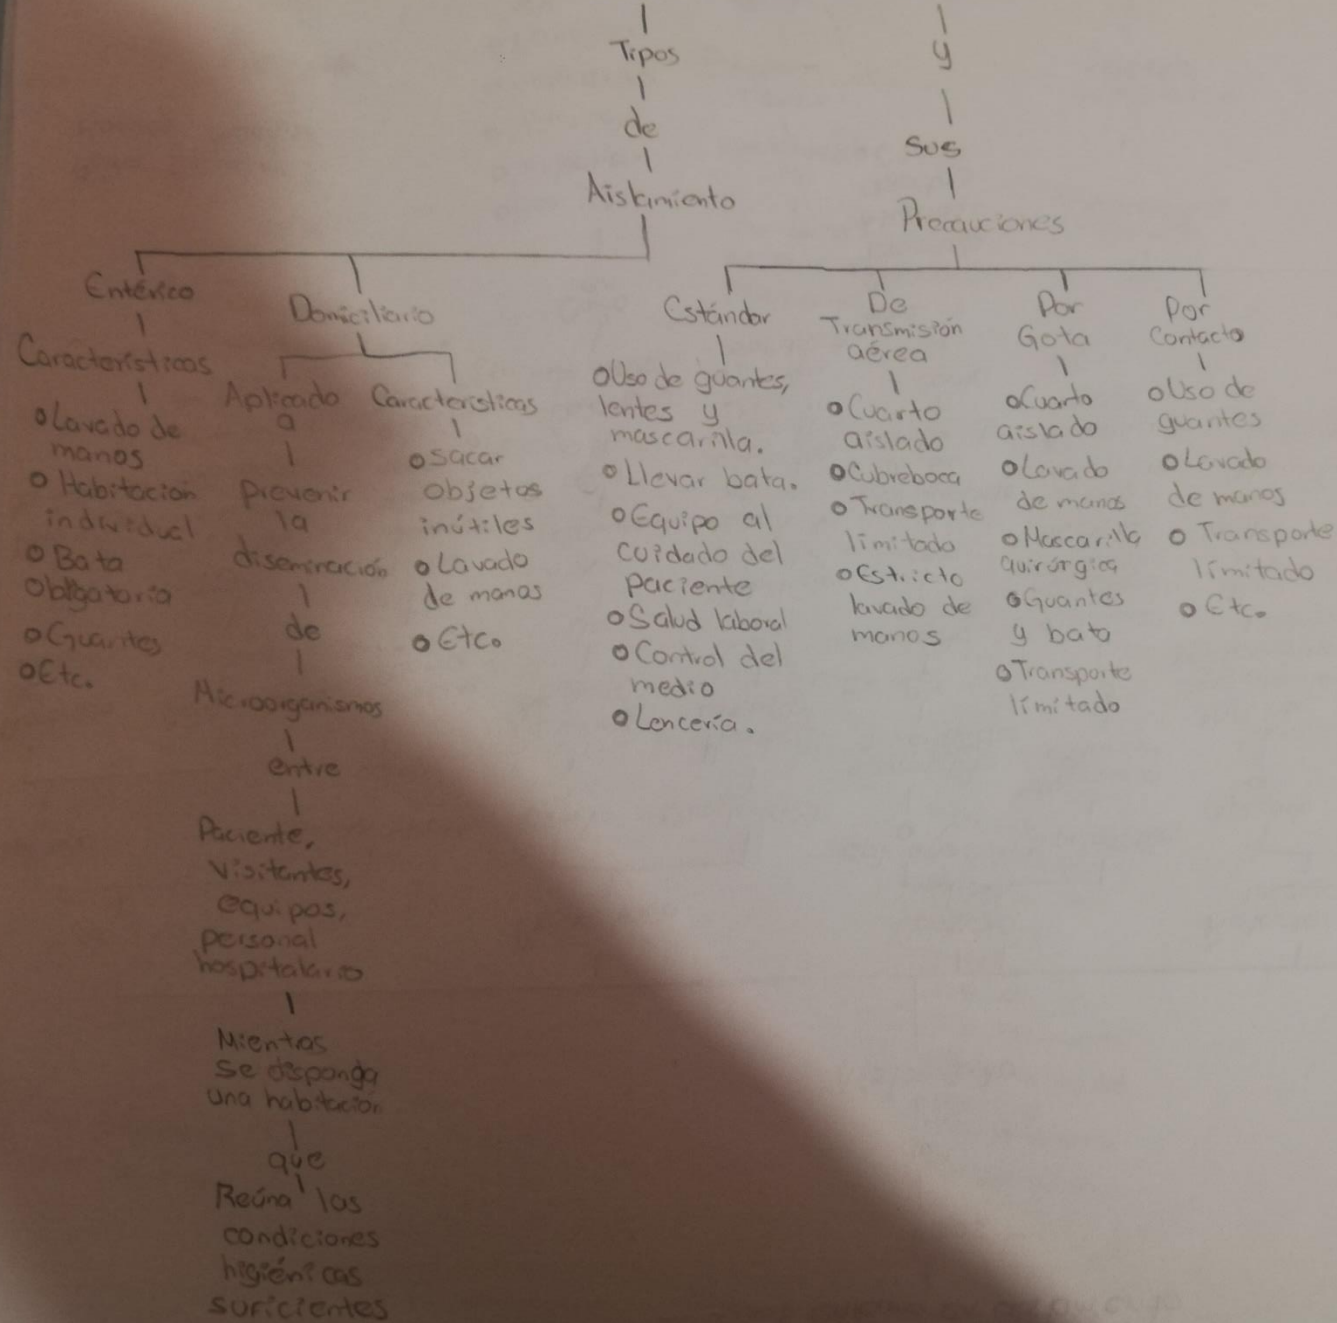 Tipos
de
Aislamiento
y
sus
Precauciones
Entérico
Características
o Lavado de
manos
o Habitación
individual
o Bata
Obligatoria
o Guantes
o Etc.
Domiciliario
Aplicado
a
prevenir
la
diseminación
de
Microorganismos
entre
Paciente,
visitantes,
equipos,
personal
hospitalario
Mientras
se disponga
una habitación
que
Reúna las
condiciones
higiénicas
suficientes
Características
o Sacar
objetos
inútiles
o Lavado
de manos
o Etc.
Estándar
o Uso de guantes,
lentes y
mascarilla.
o Llevar bata.
o Equipo al
cuidado del
paciente
o Salud laboral
o Control del
medio
o Lencería.
De
Transmisión
aérea
o Cuarto
aislado
o Cubreboca
o Transporte
limitado
o Estricto
lavado de
manos
Por
Gota
o Cuarto
aislado
o Lavado
de manos
o Mascarilla
quirúrgica
o Guantes
y bata
o Transporte
limitado
Por
Contacto
o Uso de
guantes
o Lavado
de manos
o Transporte
limitado
o Etc.